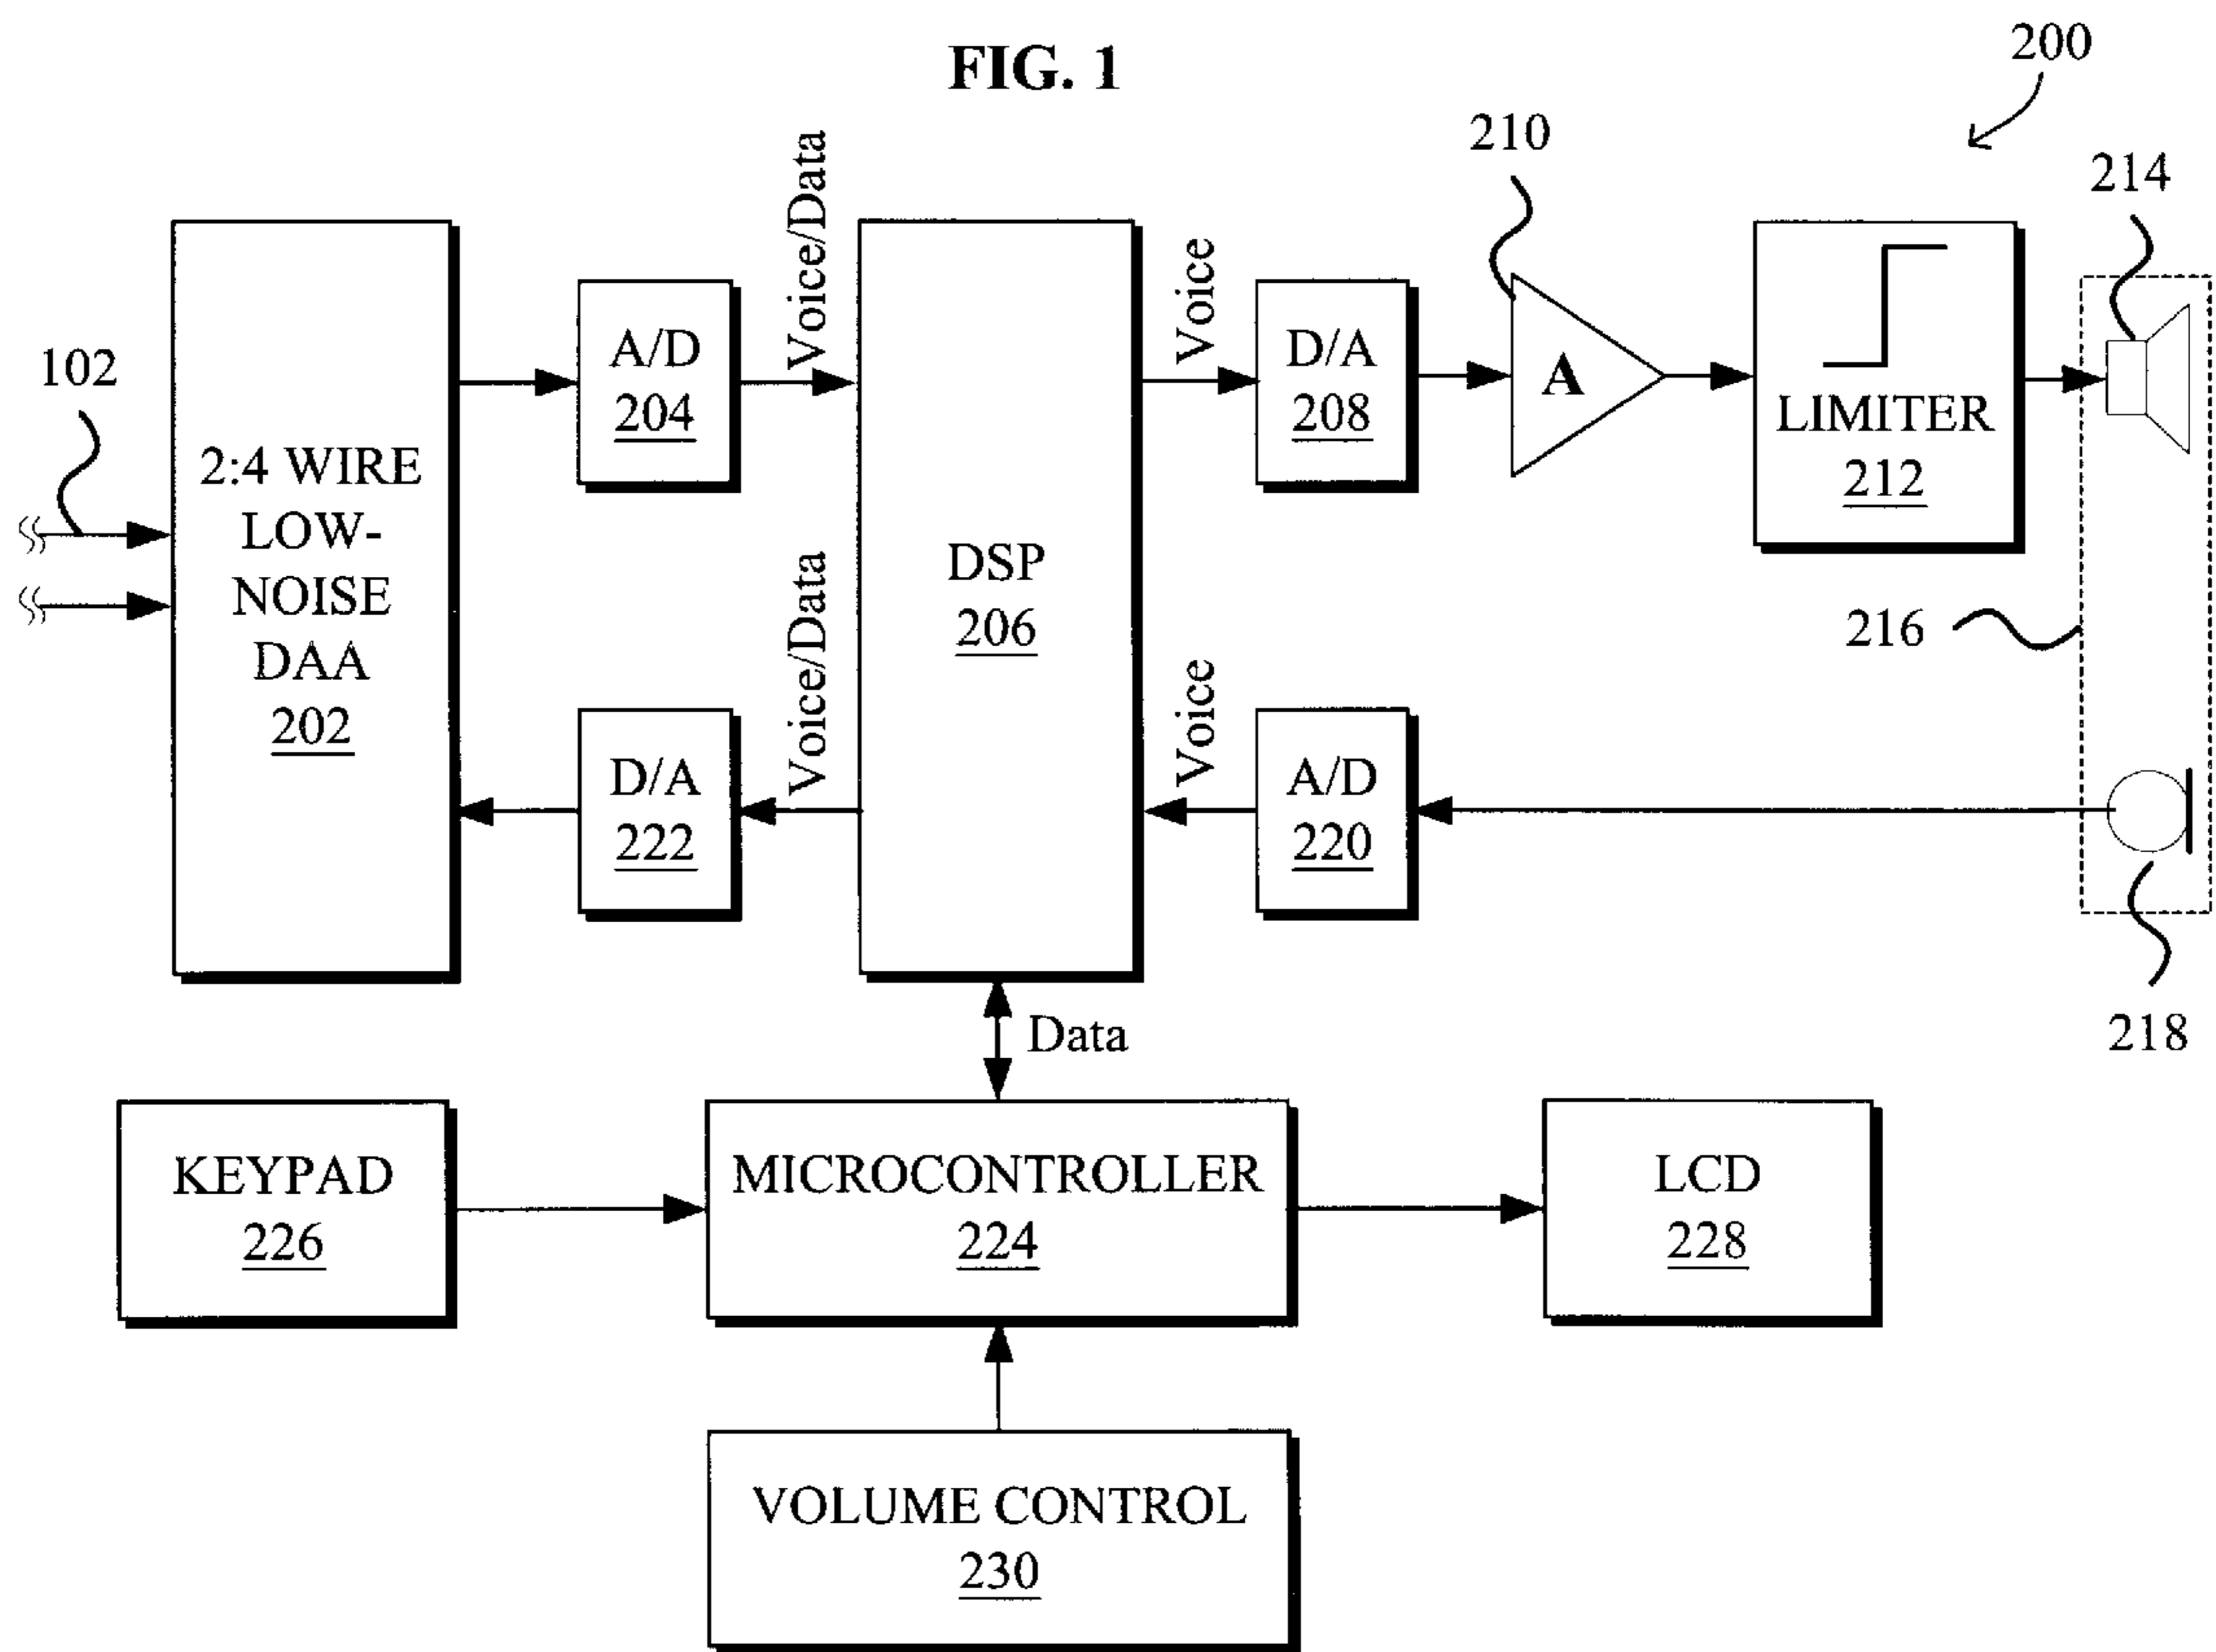 FIG. 1
200
210
214
102
2:4 WIRE
LOW-
NOISE
DAA
202
A/D
204
Voice/Data
DSP
206
Voice
D/A
208
A
LIMITER
212
216
Voice/Data
D/A
222
Voice
A/D
220
218
Data
KEYPAD
226
MICROCONTROLLER
224
LCD
228
VOLUME CONTROL
230